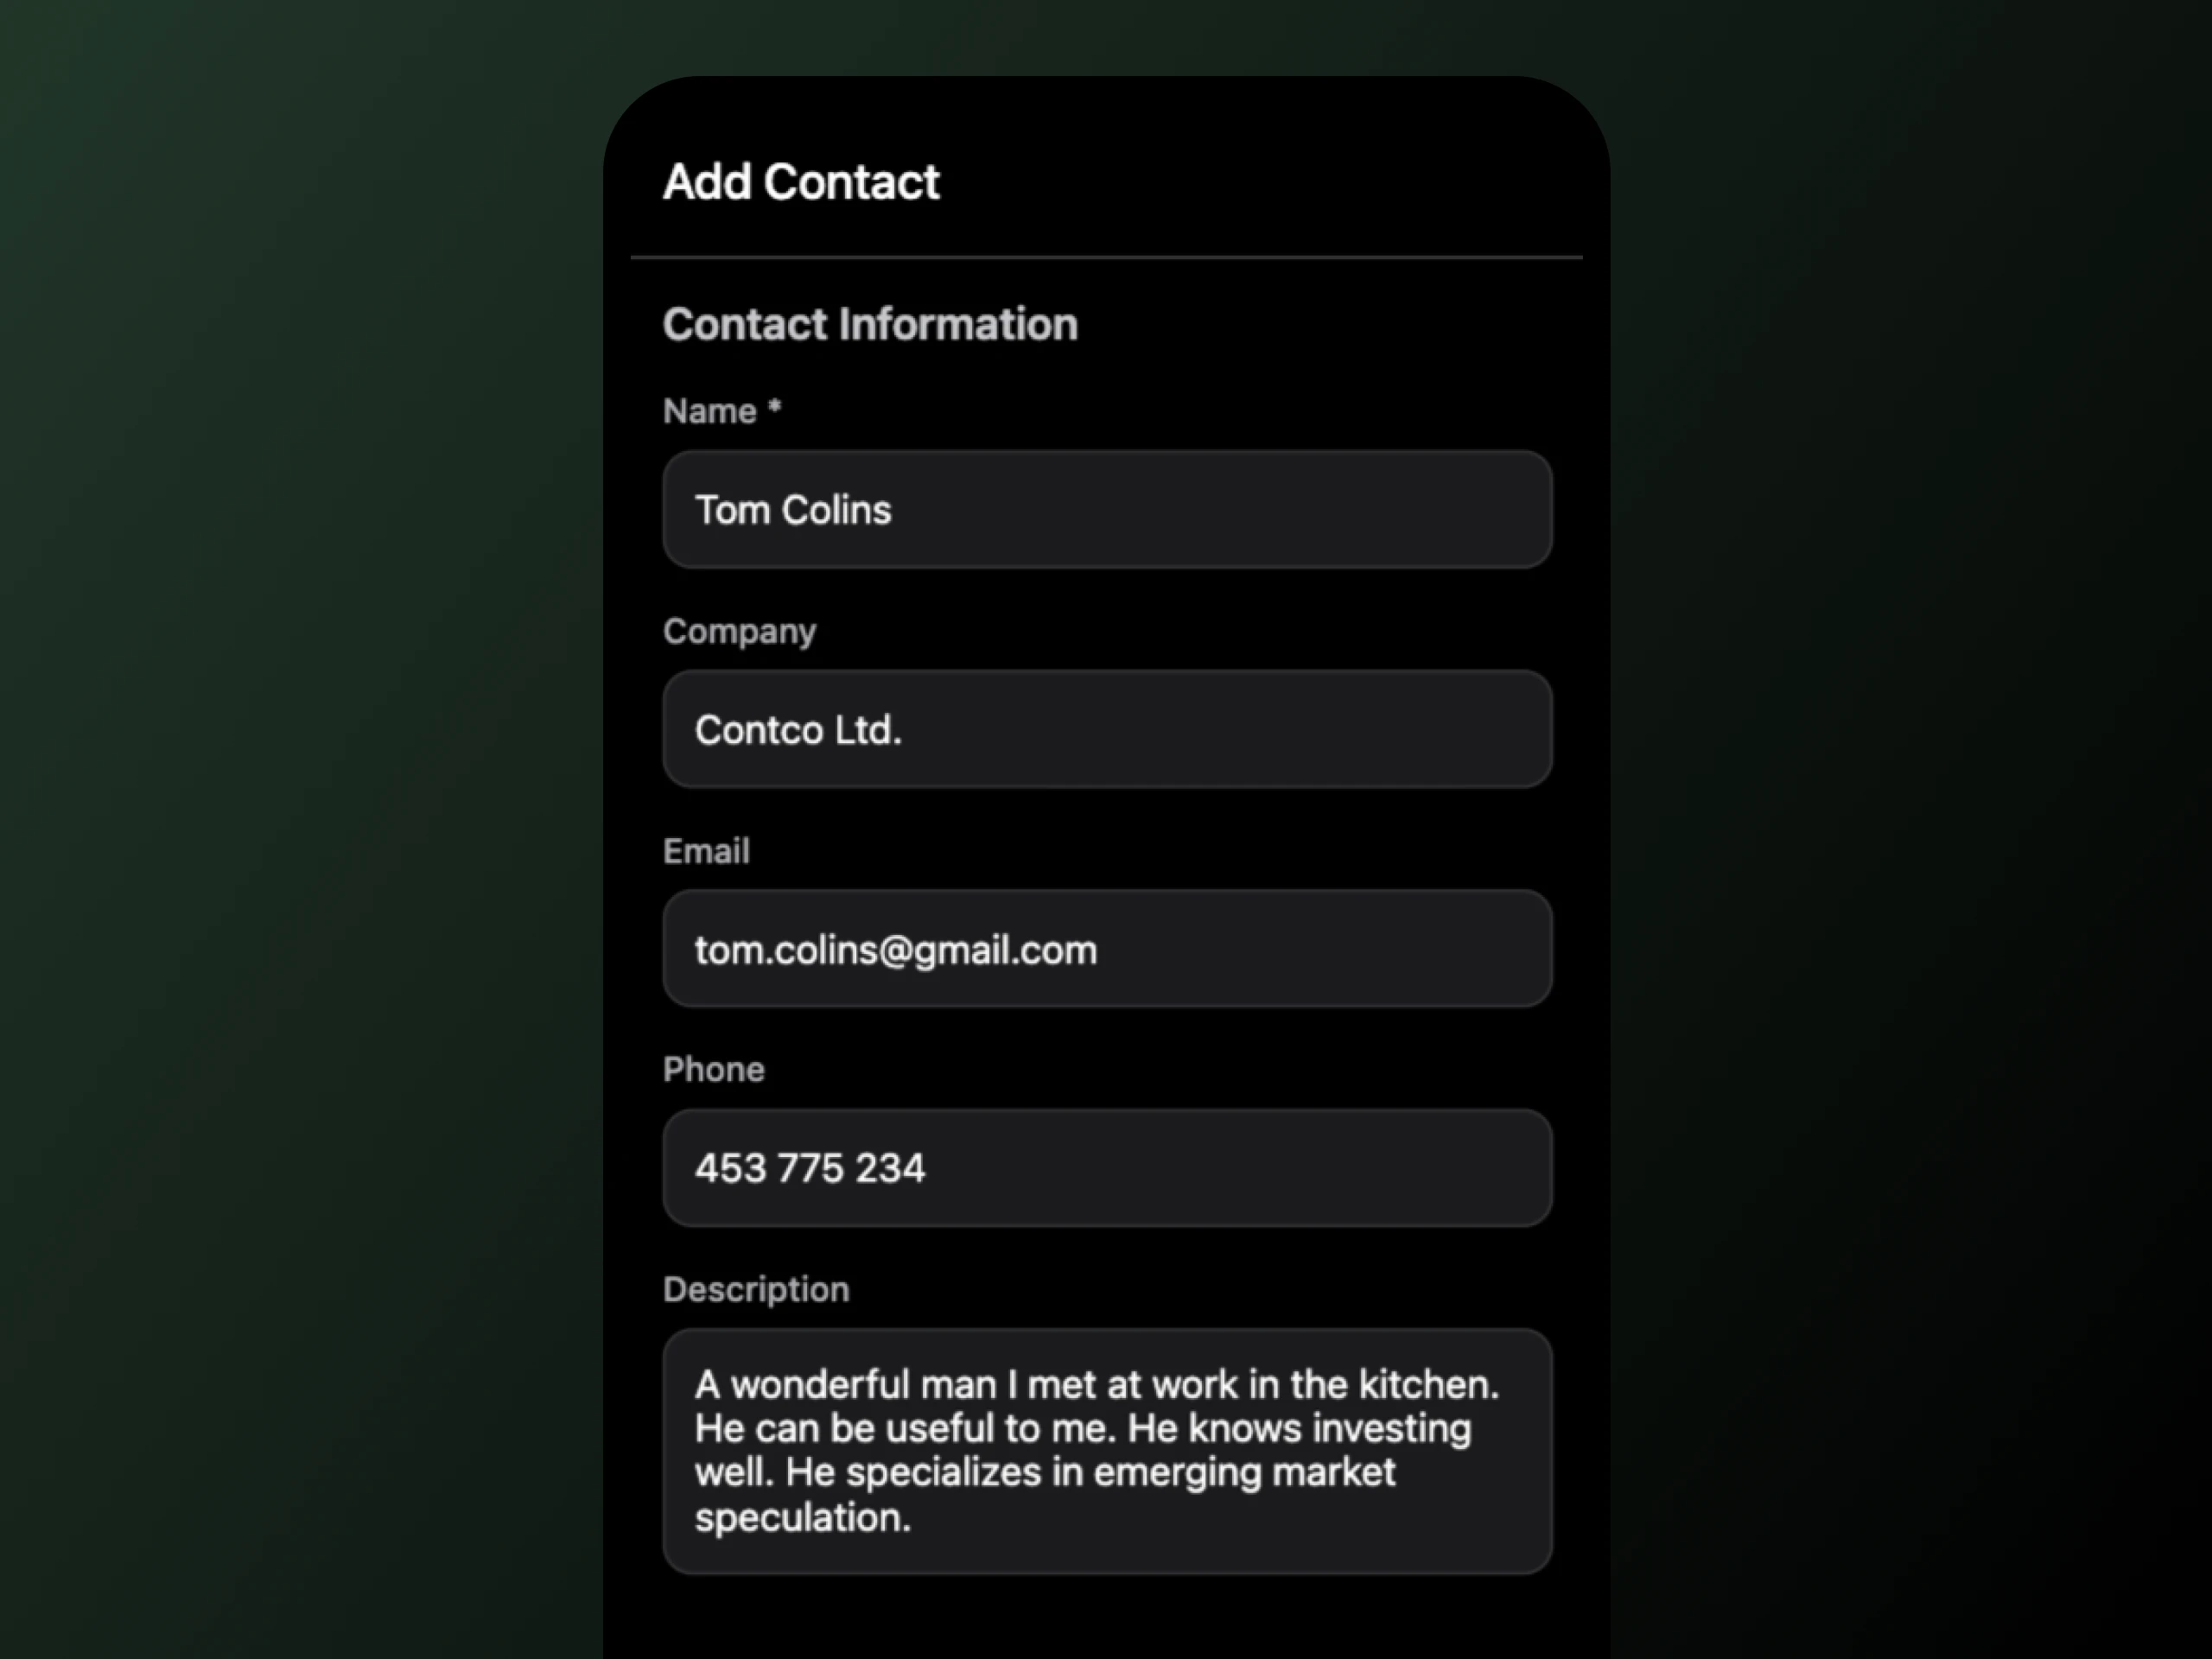 Add Contact
Contact Information
Name *
Tom Colins
Company
Contco Ltd.
Email
tom.colins@gmail.com
Phone
453 775 234
Description
A wonderful man I met at work in the kitchen.
He can be useful to me. He knows investing
well. He specializes in emerging market
speculation.